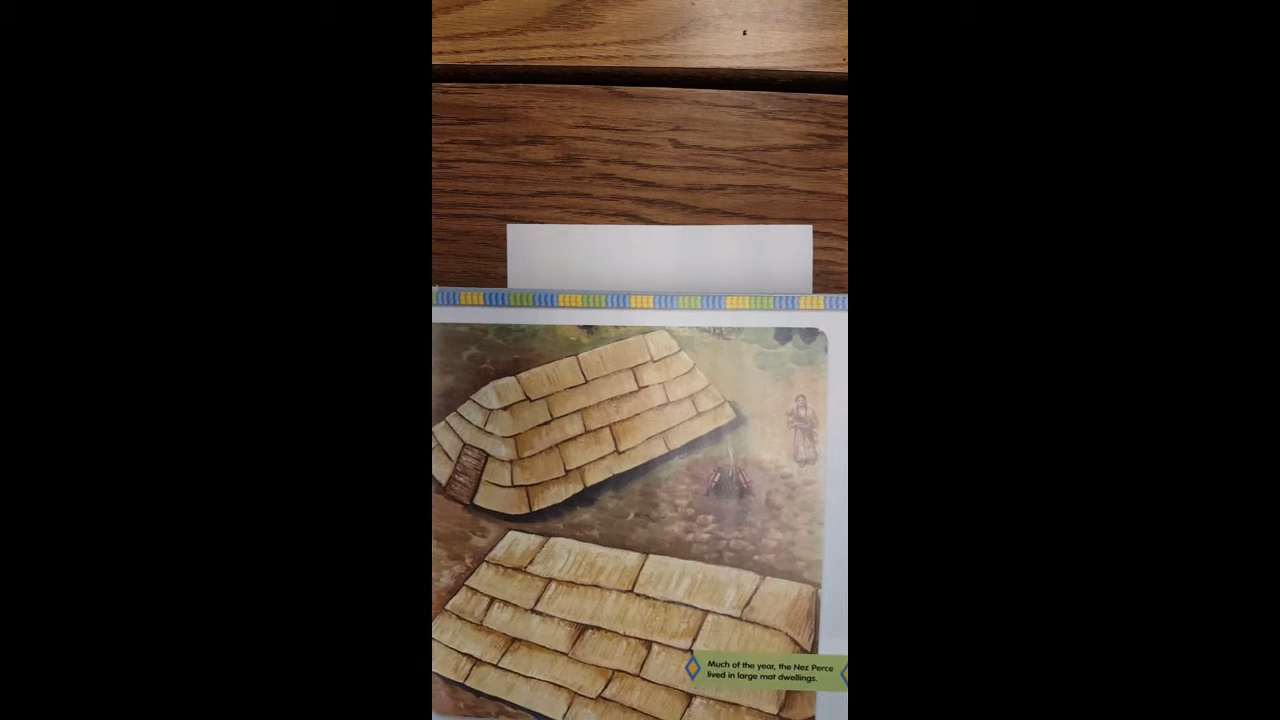 Much of the year, the Nez Perce
lived in large mat dwellings.